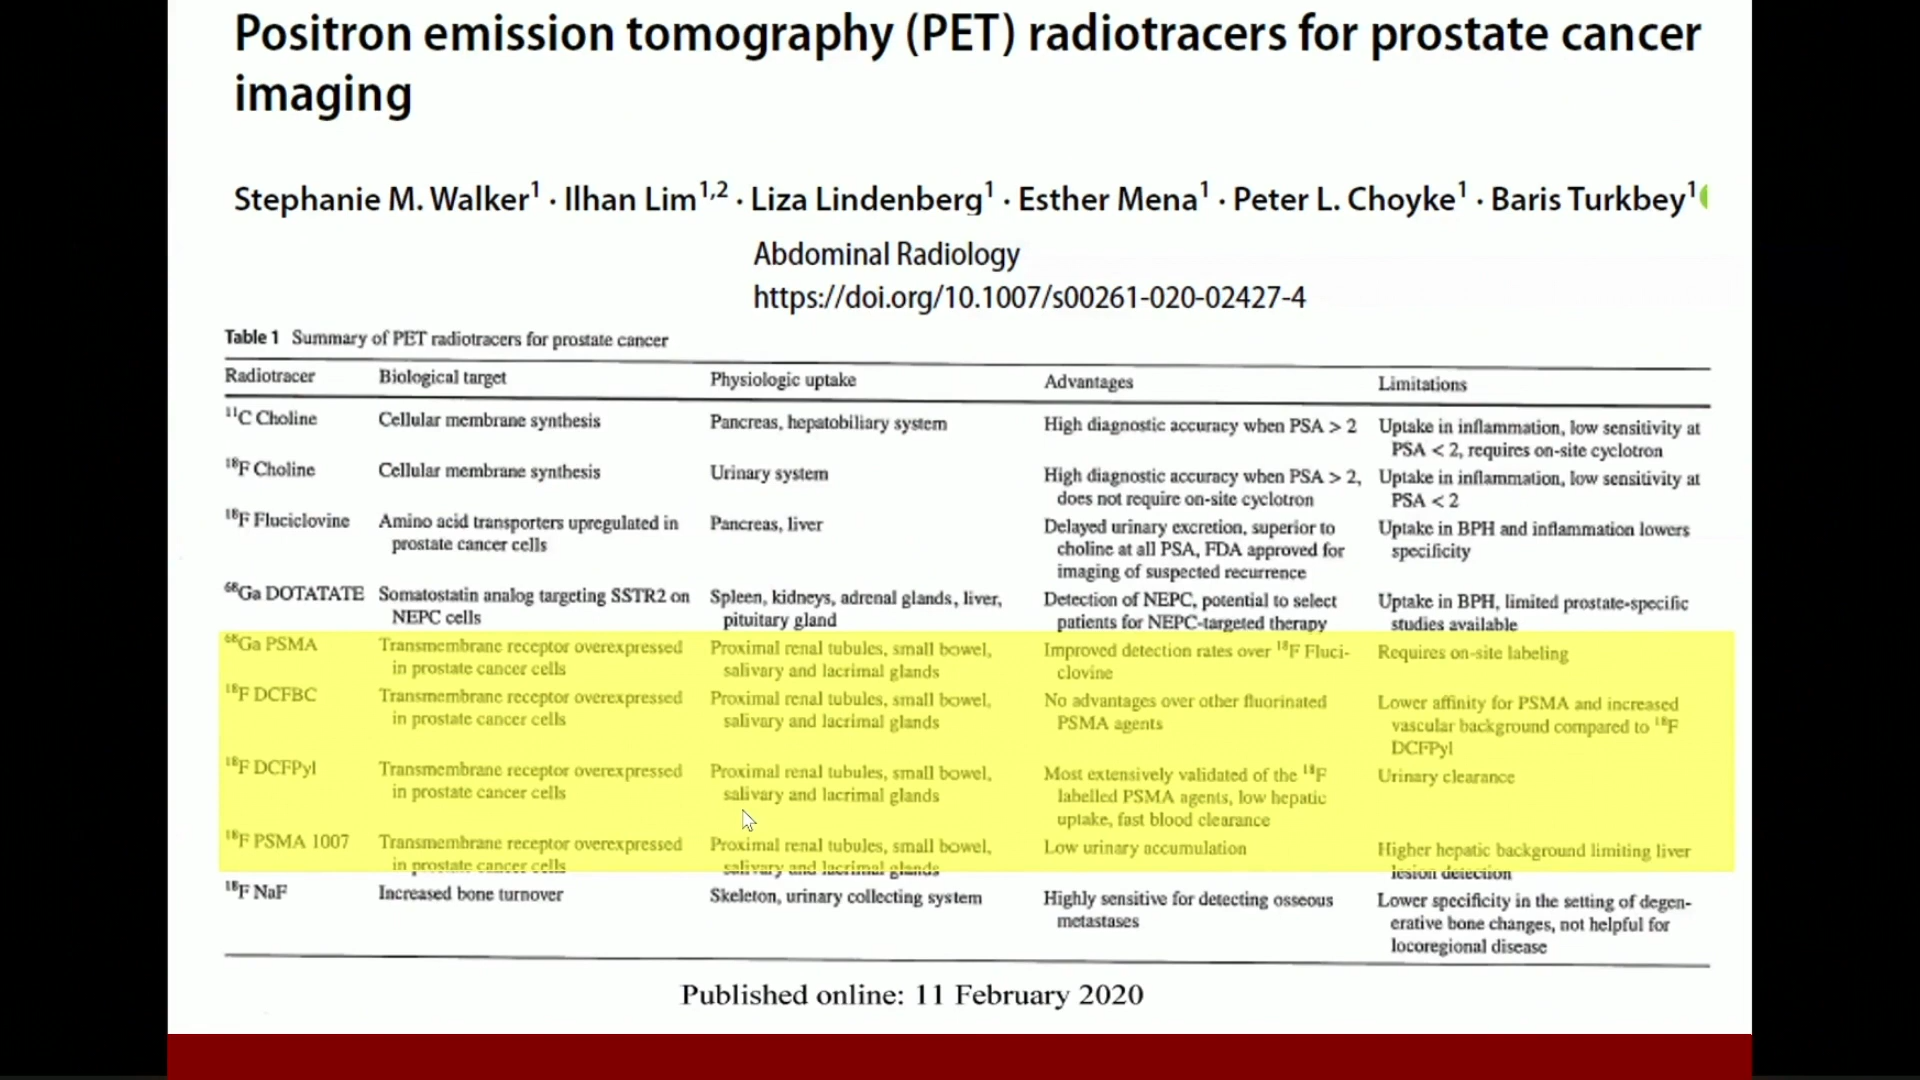 Positron emission tomography (PET) radiotracers for prostate cancer
imaging
Stephanie M. Walker¹ · Ilhan Lim¹,² · Liza Lindenberg¹ · Esther Mena¹ · Peter L. Choyke¹ · Baris Turkbey¹
Abdominal Radiology
https://doi.org/10.1007/s00261-020-02427-4
Table 1 Summary of PET radiotracers for prostate cancer
Radiotracer Biological target Physiologic uptake Advantages Limitations
¹¹C Choline Cellular membrane synthesis Pancreas, hepatobiliary system High diagnostic accuracy when PSA > 2 Uptake in inflammation, low sensitivity at
PSA < 2, requires on-site cyclotron
¹⁸F Choline Cellular membrane synthesis Urinary system High diagnostic accuracy when PSA > 2, Uptake in inflammation, low sensitivity at
does not require on-site cyclotron PSA < 2
¹⁸F Fluciclovine Amino acid transporters upregulated in Pancreas, liver Delayed urinary excretion, superior to Uptake in BPH and inflammation lowers
prostate cancer cells choline at all PSA, FDA approved for specificity
imaging of suspected recurrence
⁶⁸Ga DOTATATE Somatostatin analog targeting SSTR2 on Spleen, kidneys, adrenal glands, liver, Detection of NEPC, potential to select Uptake in BPH, limited prostate-specific
NEPC cells pituitary gland patients for NEPC-targeted therapy studies available
⁶⁸Ga PSMA Transmembrane receptor overexpressed Proximal renal tubules, small bowel, Improved detection rates over ¹⁸F Fluci- Requires on-site labeling
in prostate cancer cells salivary and lacrimal glands clovine
¹⁸F DCFBC Transmembrane receptor overexpressed Proximal renal tubules, small bowel, No advantages over other fluorinated Lower affinity for PSMA and increased
in prostate cancer cells salivary and lacrimal glands PSMA agents vascular background compared to ¹⁸F
DCFPyl
¹⁸F DCFPyl Transmembrane receptor overexpressed Proximal renal tubules, small bowel, Most extensively validated of the ¹⁸F Urinary clearance
in prostate cancer cells salivary and lacrimal glands labelled PSMA agents, low hepatic
uptake, fast blood clearance
¹⁸F PSMA 1007 Transmembrane receptor overexpressed Proximal renal tubules, small bowel, Low urinary accumulation Higher hepatic background limiting liver
in prostate cancer cells salivary and lacrimal glands lesion detection
¹⁸F NaF Increased bone turnover Skeleton, urinary collecting system Highly sensitive for detecting osseous Lower specificity in the setting of degen-
metastases erative bone changes, not helpful for
locoregional disease
Published online: 11 February 2020